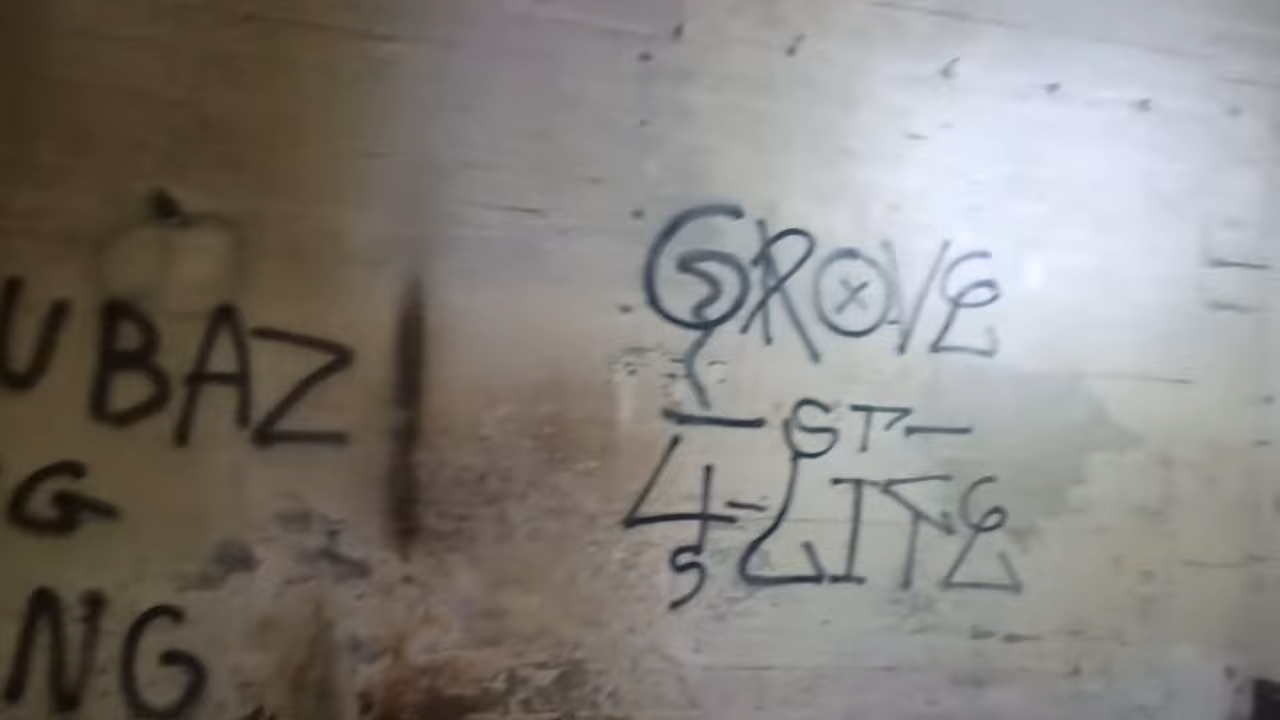 UBAZ
G
NG
GROVE
- ST -
4-LIFE